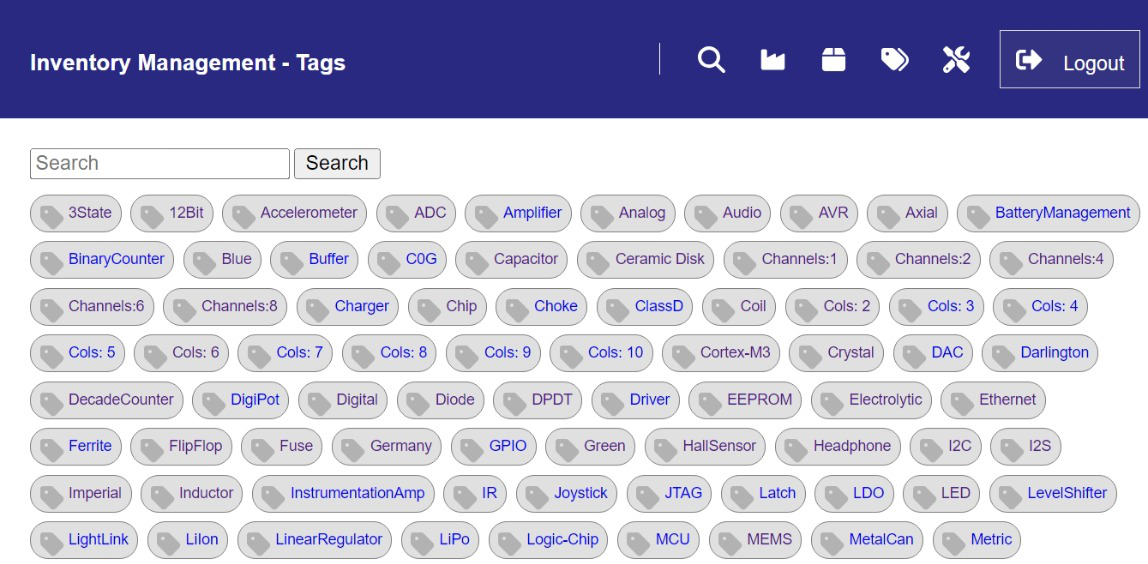 Inventory Management - Tags Logout
Search Search
3State 12Bit Accelerometer ADC Amplifier Analog Audio AVR Axial BatteryManagement
BinaryCounter Blue Buffer C0G Capacitor Ceramic Disk Channels:1 Channels:2 Channels:4
Channels:6 Channels:8 Charger Chip Choke ClassD Coil Cols: 2 Cols: 3 Cols: 4
Cols: 5 Cols: 6 Cols: 7 Cols: 8 Cols: 9 Cols: 10 Cortex-M3 Crystal DAC Darlington
DecadeCounter DigiPot Digital Diode DPDT Driver EEPROM Electrolytic Ethernet
Ferrite FlipFlop Fuse Germany GPIO Green HallSensor Headphone I2C I2S
Imperial Inductor InstrumentationAmp IR Joystick JTAG Latch LDO LED LevelShifter
LightLink LiIon LinearRegulator LiPo Logic-Chip MCU MEMS MetalCan Metric